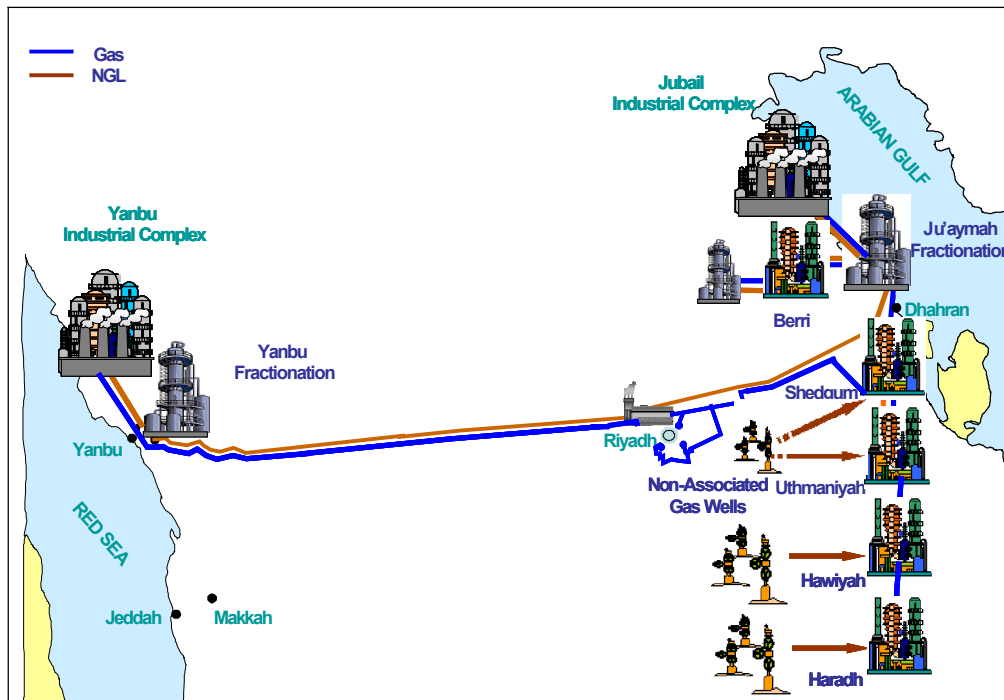 Gas
NGL
Jubail
Industrial Complex
ARABIAN GULF
Yanbu
Industrial Complex
Ju'aymah
Fractionation
Berri
Dhahran
Yanbu
Fractionation
Shedgum
Yanbu
Riyadh
Non-Associated
Gas Wells
Uthmaniyah
RED SEA
Hawiyah
Jeddah
Makkah
Haradh